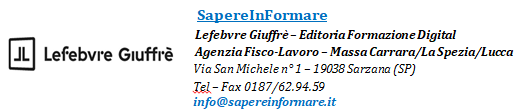 SapereInFormare
Lefebvre Giuffrè
Lefebvre Giuffrè – Editoria Formazione Digital
Agenzia Fisco-Lavoro – Massa Carrara/La Spezia/Lucca
Via San Michele n° 1 – 19038 Sarzana (SP)
Tel – Fax 0187/62.94.59
info@sapereinformare.it